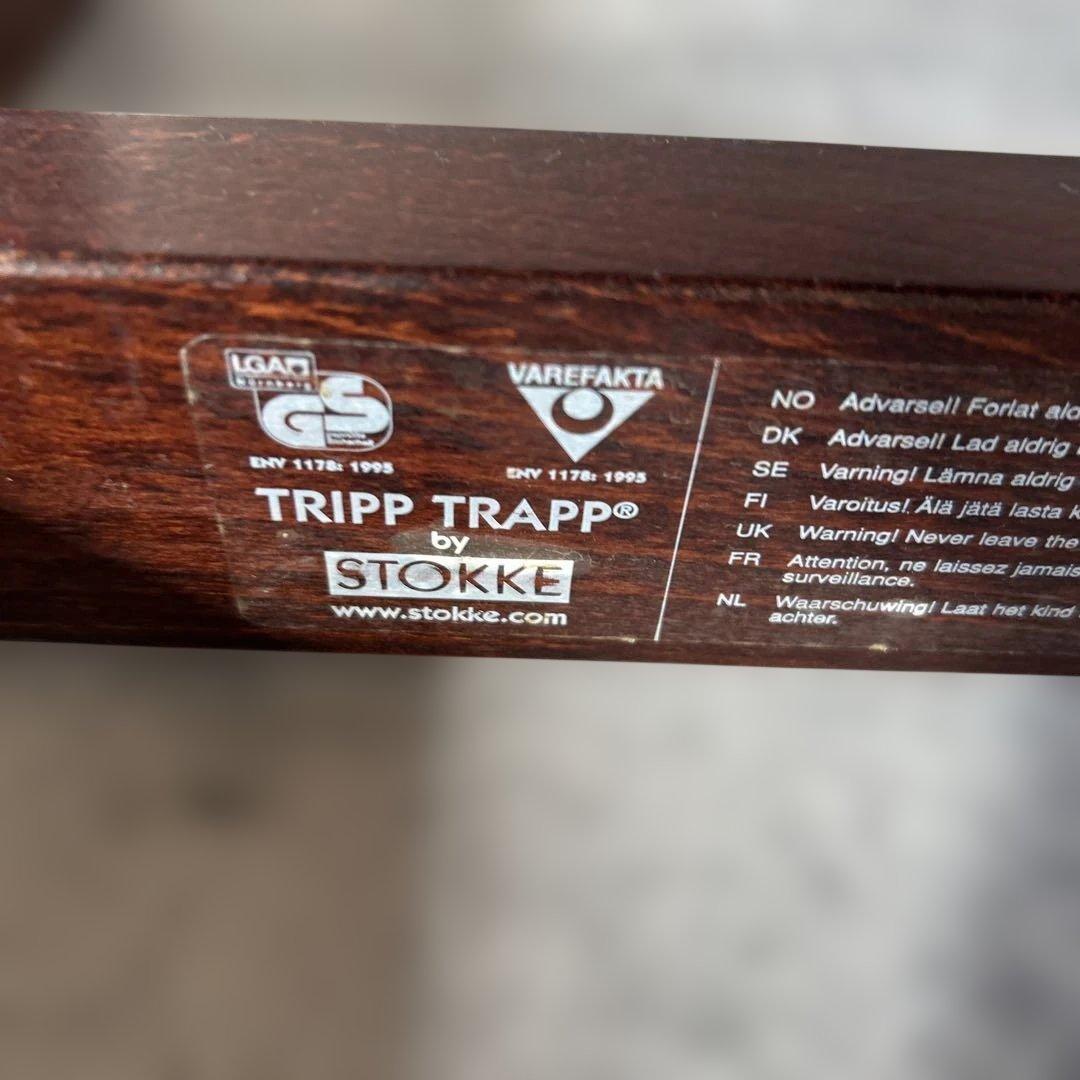 LGA
Nürnberg
GS
ENV 1178: 1995
VAREFAKTA
ENV 1178: 1995
TRIPP TRAPP®
by
STOKKE
www.stokke.com
NO Advarsel! Forlat
DK Advarsel! Lad aldrig
SE Varning! Lämna aldrig
FI Varoitus! Älä jätä lasta
UK Warning! Never leave the
FR Attention, ne laissez jamais
surveillance.
NL Waarschuwing! Laat het kind
achter.